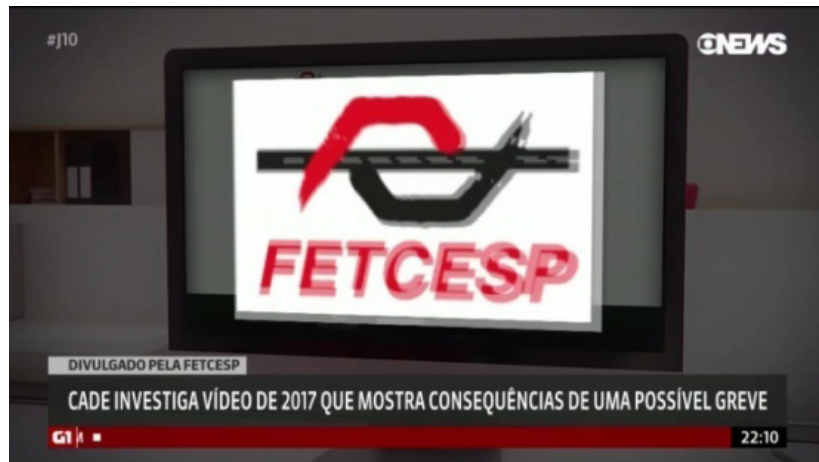 #J10
GNEWS
FETCESP
DIVULGADO PELA FETCESP
CADE INVESTIGA VÍDEO DE 2017 QUE MOSTRA CONSEQUÊNCIAS DE UMA POSSÍVEL GREVE
G1
22:10